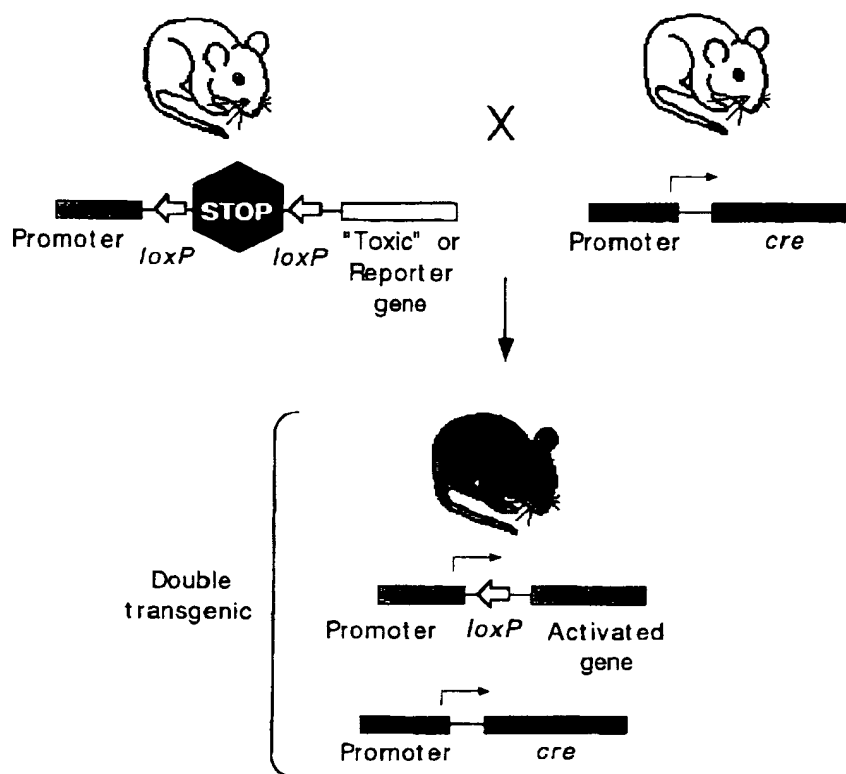 X
STOP
Promoter
loxP
loxP
"Toxic" or
Reporter
gene
Promoter
cre
Double
transgenic
Promoter
loxP
Activated
gene
Promoter
cre